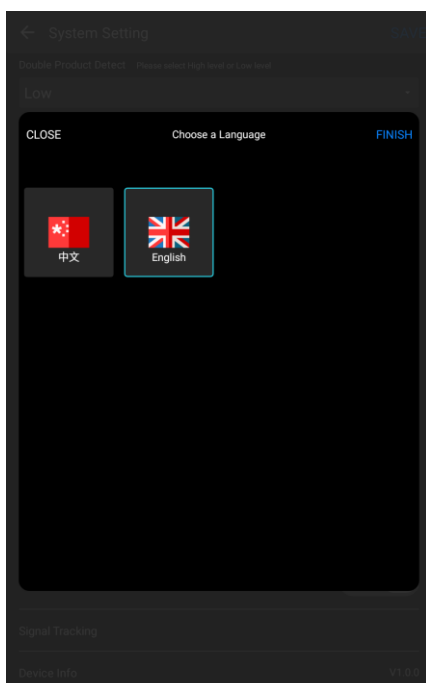 System Setting SAVE
Double Product Detect Please select High level or Low level
Low
CLOSE Choose a Language FINISH
中文 English
Signal Tracking
Device Info V1.0.0